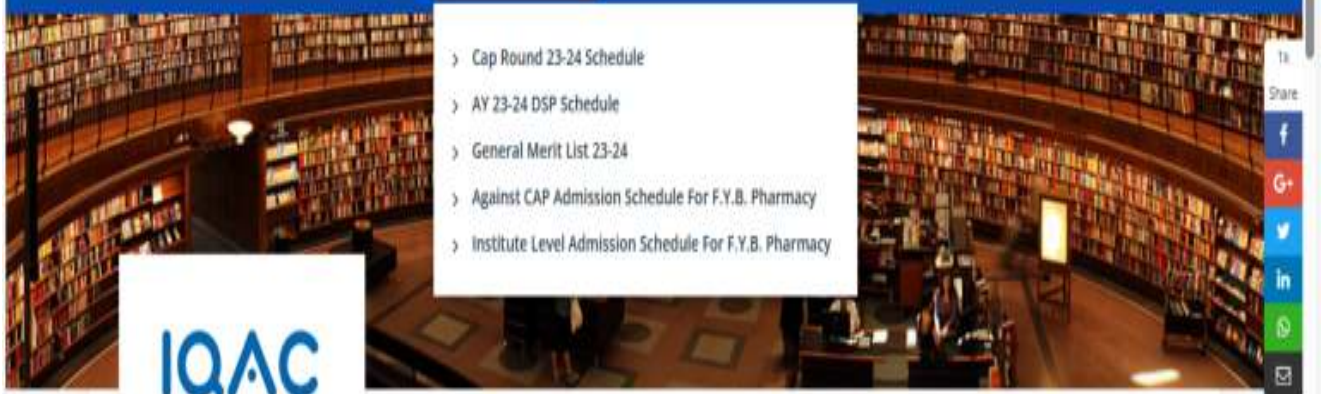 Cap Round 23-24 Schedule
AY 23-24 DSP Schedule
General Merit List 23-24
Against CAP Admission Schedule For F.Y.B. Pharmacy
Institute Level Admission Schedule For F.Y.B. Pharmacy
Share
f
G+
in
IQAC